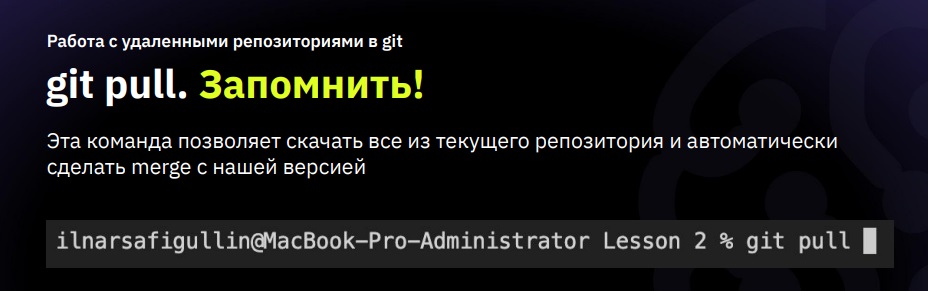 Работа с удаленными репозиториями в git
git pull. Запомнить!
Эта команда позволяет скачать все из текущего репозитория и автоматически
сделать merge с нашей версией
ilnarsafigullin@MacBook-Pro-Administrator Lesson 2 % git pull